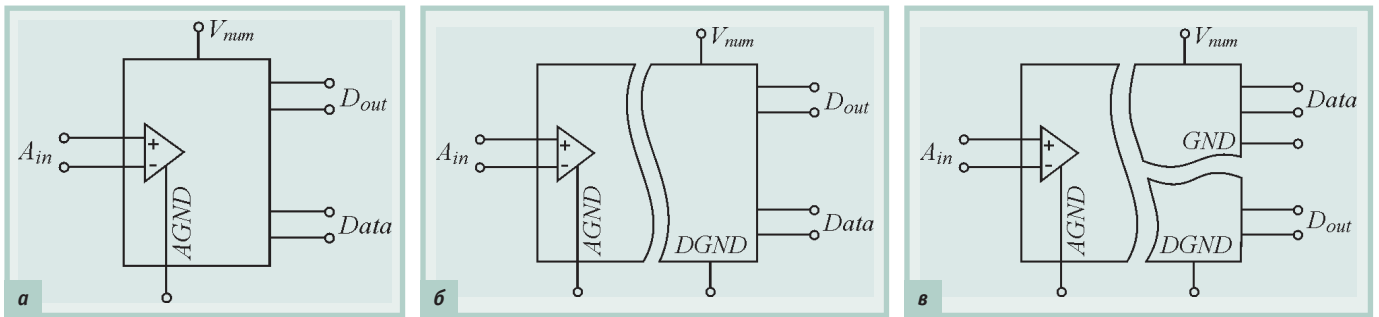 V_num
D_out
A_in
+
-
AGND
Data
а
V_num
D_out
A_in
+
-
AGND
Data
DGND
б
V_num
Data
GND
A_in
+
-
AGND
D_out
DGND
в